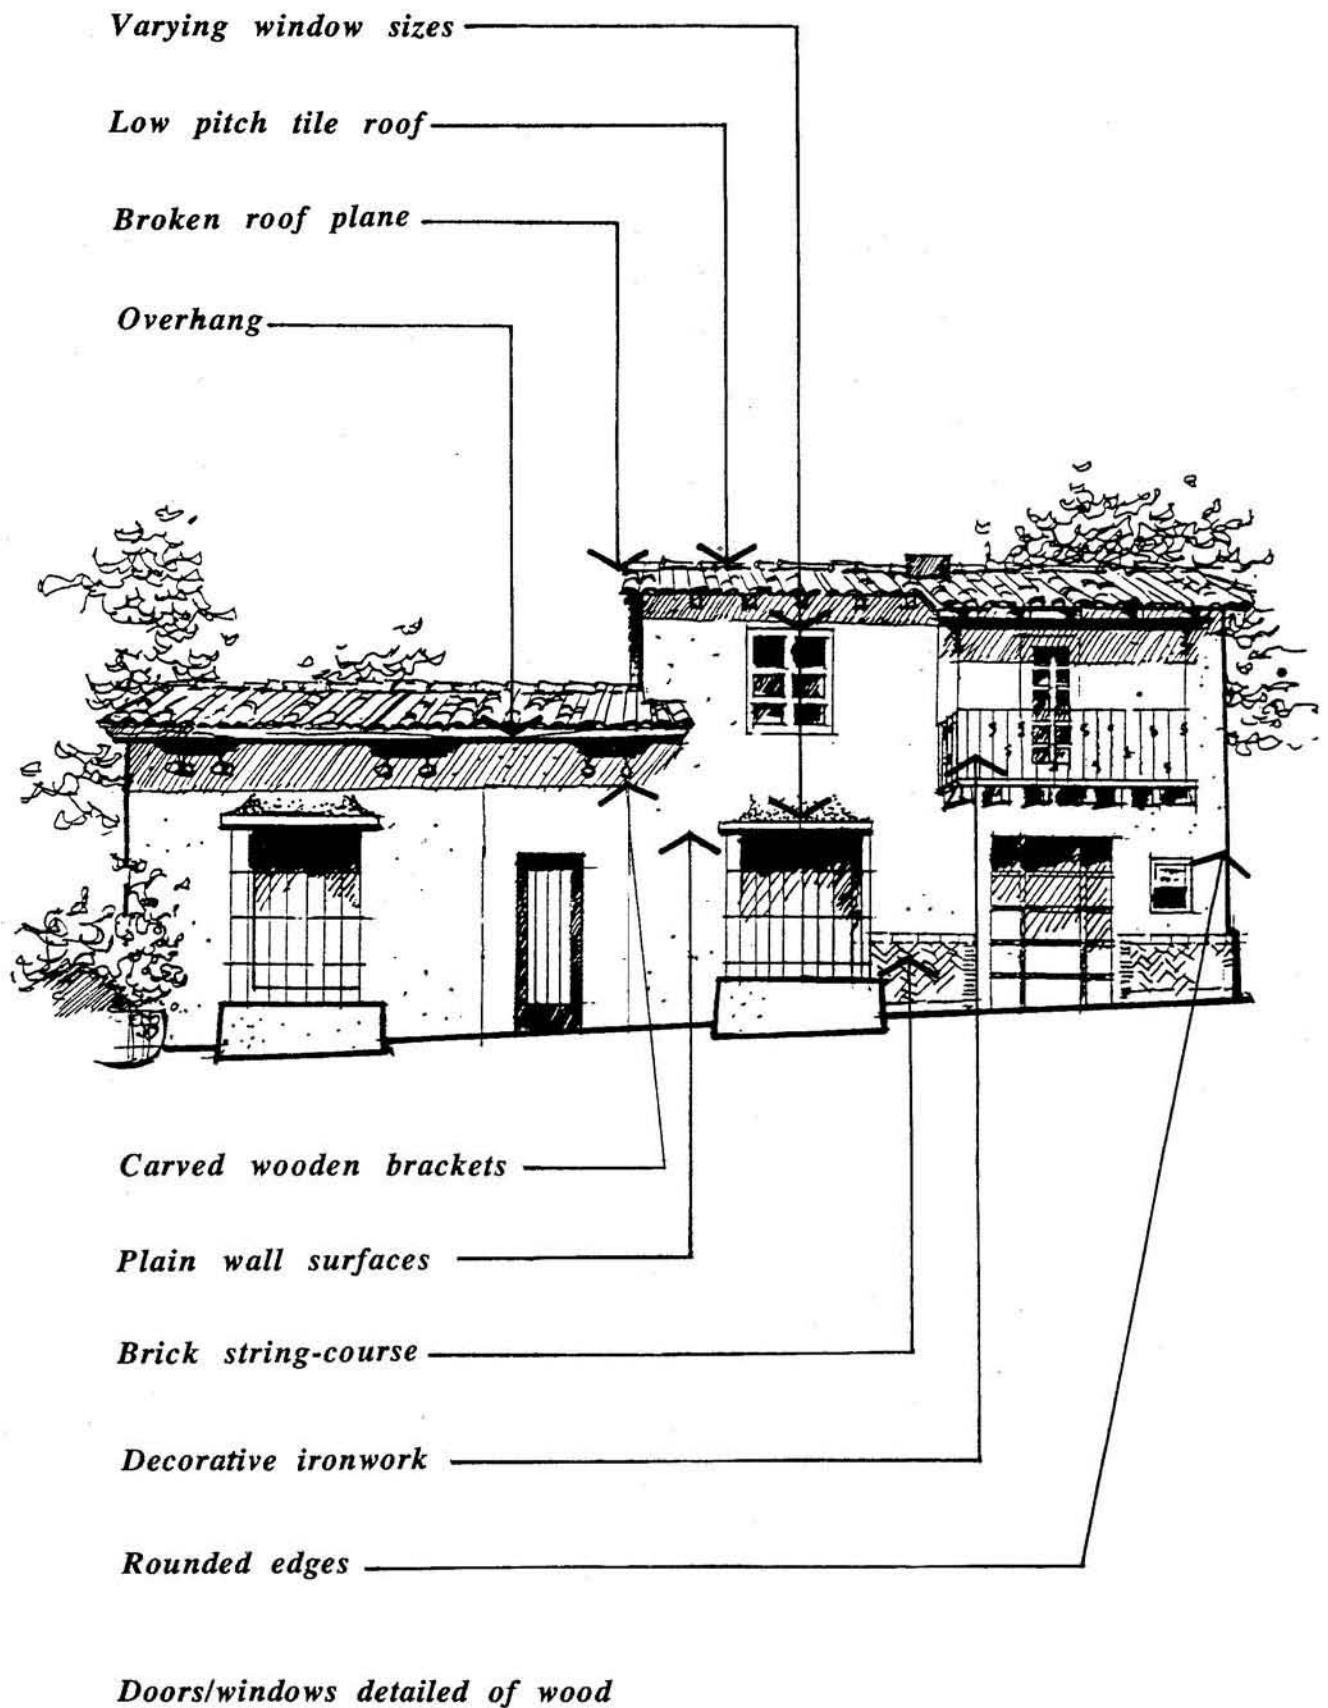 Varying window sizes
Low pitch tile roof
Broken roof plane
Overhang
Carved wooden brackets
Plain wall surfaces
Brick string-course
Decorative ironwork
Rounded edges
Doors/windows detailed of wood